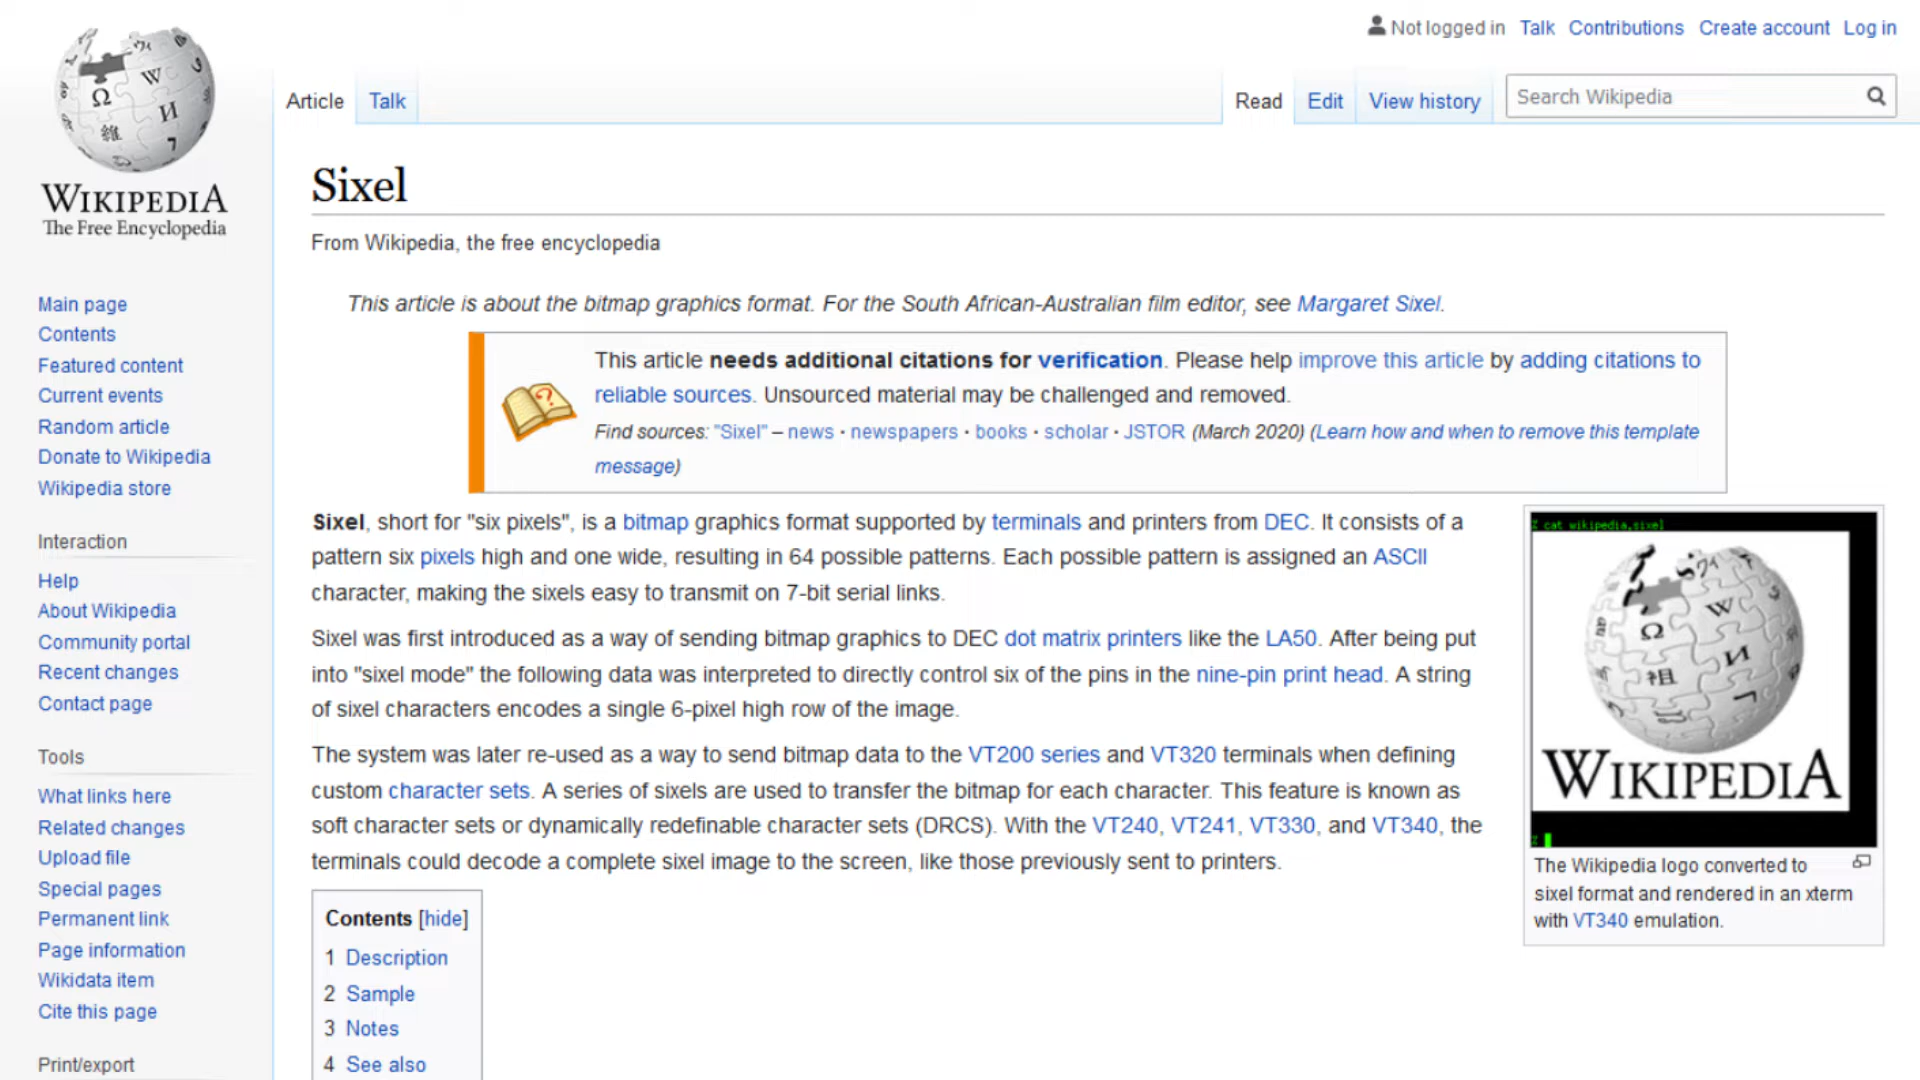 Not logged in Talk Contributions Create account Log in
Article Talk Read Edit View history Search Wikipedia
WIKIPEDIA
The Free Encyclopedia
Main page
Contents
Featured content
Current events
Random article
Donate to Wikipedia
Wikipedia store
Interaction
Help
About Wikipedia
Community portal
Recent changes
Contact page
Tools
What links here
Related changes
Upload file
Special pages
Permanent link
Page information
Wikidata item
Cite this page
Print/export
Sixel
From Wikipedia, the free encyclopedia
This article is about the bitmap graphics format. For the South African-Australian film editor, see Margaret Sixel.
This article needs additional citations for verification. Please help improve this article by adding citations to
reliable sources. Unsourced material may be challenged and removed.
Find sources: "Sixel" – news · newspapers · books · scholar · JSTOR (March 2020) (Learn how and when to remove this template
message)
Sixel, short for "six pixels", is a bitmap graphics format supported by terminals and printers from DEC. It consists of a
pattern six pixels high and one wide, resulting in 64 possible patterns. Each possible pattern is assigned an ASCII
character, making the sixels easy to transmit on 7-bit serial links.
Sixel was first introduced as a way of sending bitmap graphics to DEC dot matrix printers like the LA50. After being put
into "sixel mode" the following data was interpreted to directly control six of the pins in the nine-pin print head. A string
of sixel characters encodes a single 6-pixel high row of the image.
The system was later re-used as a way to send bitmap data to the VT200 series and VT320 terminals when defining
custom character sets. A series of sixels are used to transfer the bitmap for each character. This feature is known as
soft character sets or dynamically redefinable character sets (DRCS). With the VT240, VT241, VT330, and VT340, the
terminals could decode a complete sixel image to the screen, like those previously sent to printers.
Contents [hide]
1 Description
2 Sample
3 Notes
4 See also
cat wikipedia.sixel
WIKIPEDIA
The Wikipedia logo converted to
sixel format and rendered in an xterm
with VT340 emulation.